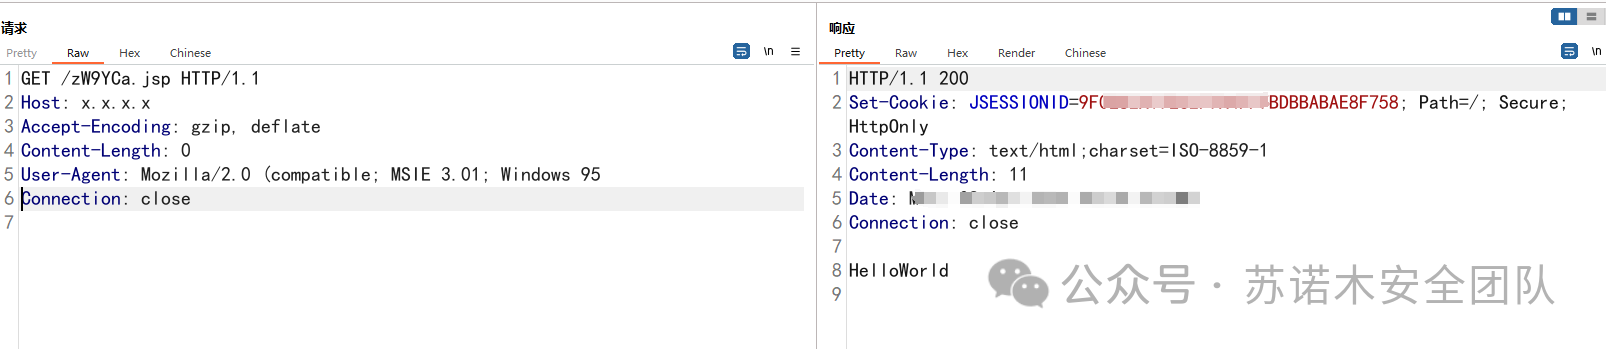 请求
Pretty Raw Hex Chinese
\n
1 GET /zW9YCa.jsp HTTP/1.1
2 Host: x.x.x.x
3 Accept-Encoding: gzip, deflate
4 Content-Length: 0
5 User-Agent: Mozilla/2.0 (compatible; MSIE 3.01; Windows 95
6 Connection: close
7
响应
Pretty Raw Hex Render Chinese
\n
1 HTTP/1.1 200
2 Set-Cookie: JSESSIONID=9F BDBBABAE8F758; Path=/; Secure;
HttpOnly
3 Content-Type: text/html;charset=ISO-8859-1
4 Content-Length: 11
5 Date:
6 Connection: close
7
8 HelloWorld
9
公众号 · 苏诺木安全团队